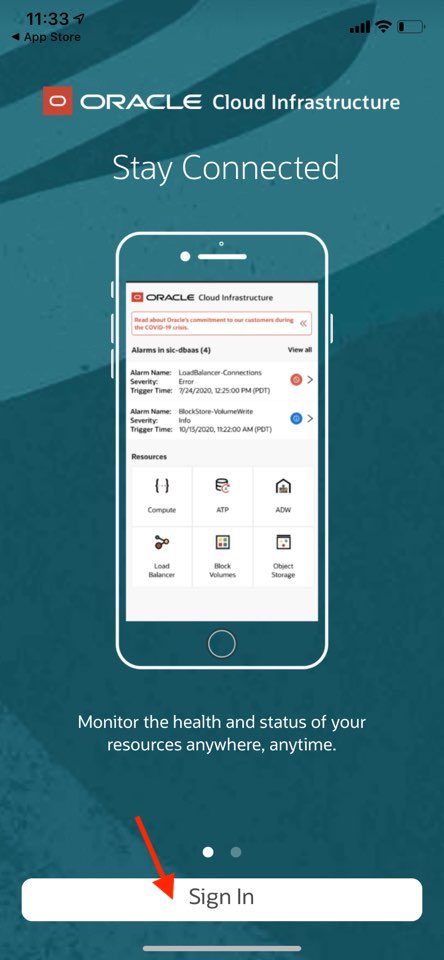 11:33
◀ App Store
ORACLE Cloud Infrastructure
Stay Connected
ORACLE Cloud Infrastructure
Read about Oracle's commitment to our customers during
the COVID-19 crisis.
Alarms in sic-dbaas (4) View all
Alarm Name: LoadBalancer-Connections
Severity: Error
Trigger Time: 7/24/2020, 12:25:00 PM (PDT)
Alarm Name: BlockStore-VolumeWrite
Severity: Info
Trigger Time: 10/13/2020, 11:22:00 AM (PDT)
Resources
Compute ATP ADW
Load Balancer Block Volumes Object Storage
Monitor the health and status of your
resources anywhere, anytime.
Sign In